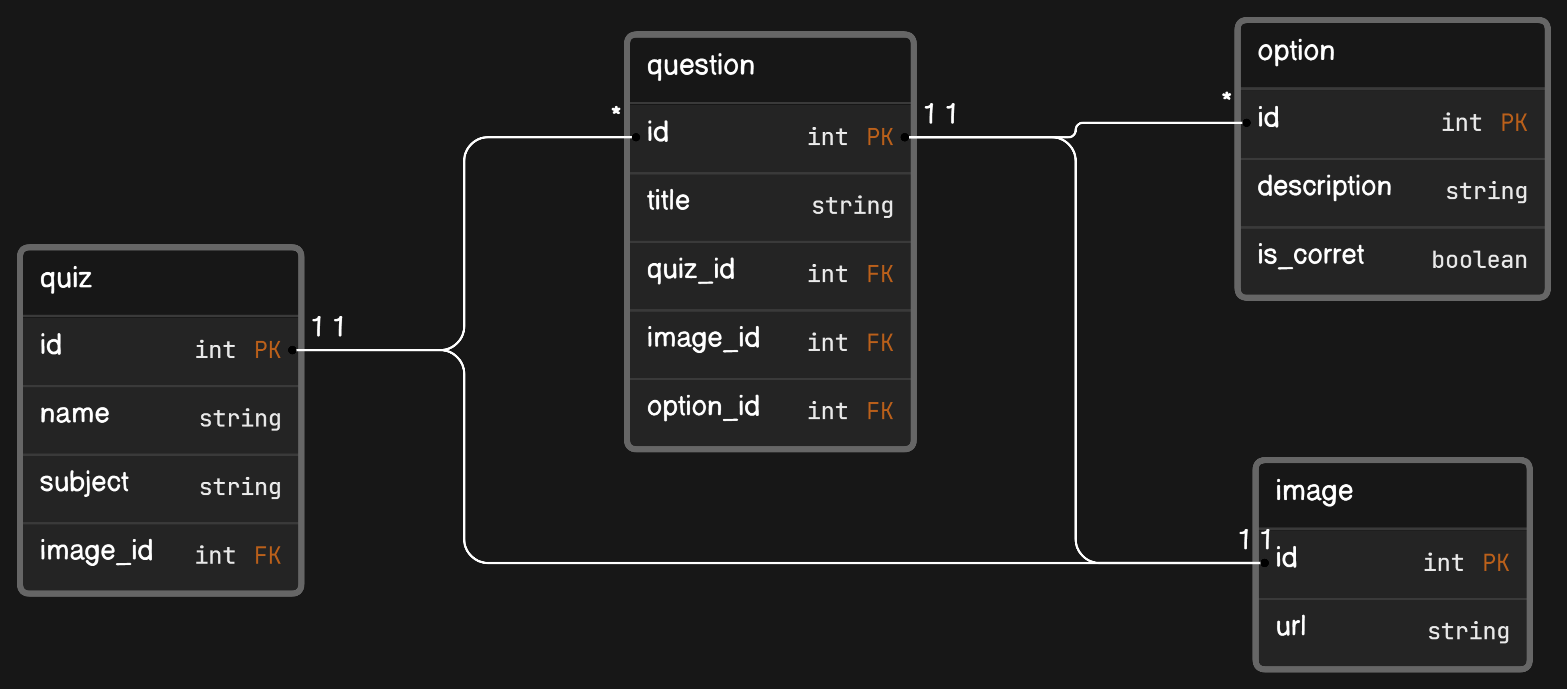 quiz
1 1
id int PK
name string
subject string
image_id int FK
question
*
1 1
id int PK
title string
quiz_id int FK
image_id int FK
option_id int FK
option
*
id int PK
description string
is_corret boolean
image
1 1
id int PK
url string